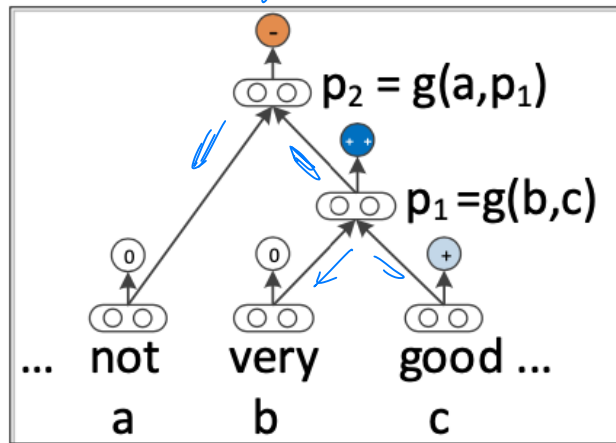 -
p₂ = g(a,p₁)
+ +
p₁ =g(b,c)
0 0 +
... not very good ...
a b c